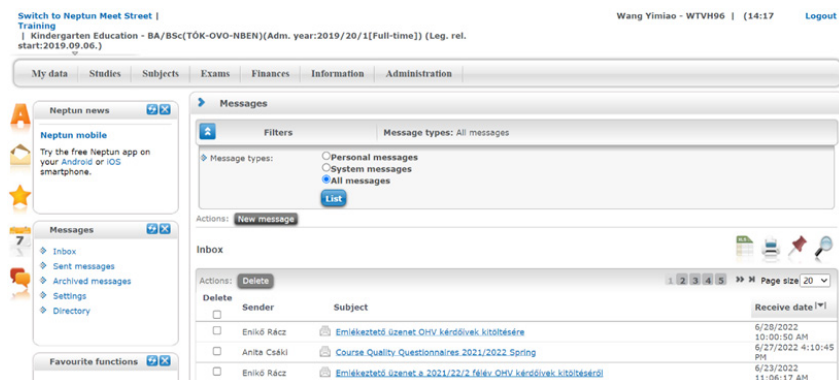 Switch to Neptun Meet Street |
Training
| Kindergarten Education - BA/BSc(TÓK-OVO-NBEN)(Adm. year:2019/20/1[Full-time]) (Leg. rel.
start:2019.09.06.)
Wang Yimiao - WTVH96 | (14:17 Logout
My data Studies Subjects Exams Finances Information Administration
Neptun news
Neptun mobile
Try the free Neptun app on
your Android or iOS
smartphone.
Messages
Inbox
Sent messages
Archived messages
Settings
Directory
Favourite functions
7
Messages
Filters Message types: All messages
Message types:
Personal messages
System messages
All messages
List
Actions: New message
Inbox
Actions: Delete 1 2 3 4 5 Page size 20
Delete Sender Subject Receive date
Enikő Rácz Emlékeztető üzenet OHV kérdőívek kitöltésére 6/28/2022
10:00:50 AM
Anita Csáki Course Quality Questionnaires 2021/2022 Spring 6/27/2022 4:10:45
PM
Enikő Rácz Emlékeztető üzenet a 2021/22/2 félév OHV kérdőívek kitöltéséről 6/23/2022
11:06:17 AM